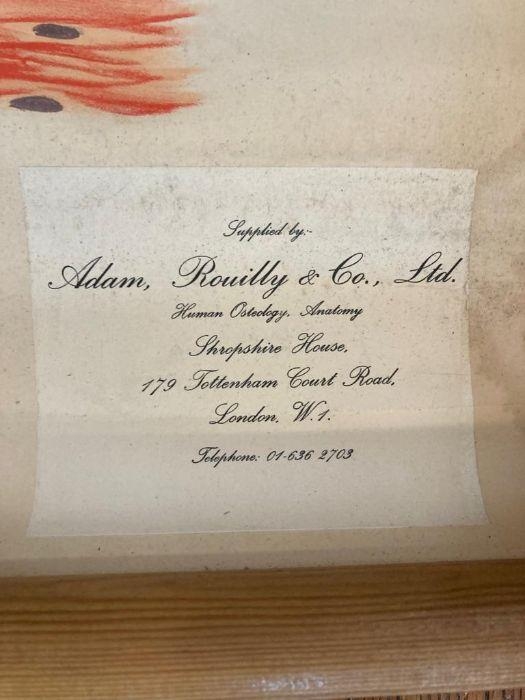 Supplied by:-
Adam, Rouilly & Co., Ltd.
Human Osteology, Anatomy
Shropshire House,
179 Tottenham Court Road,
London, W.1.
Telephone: 01-636 2703